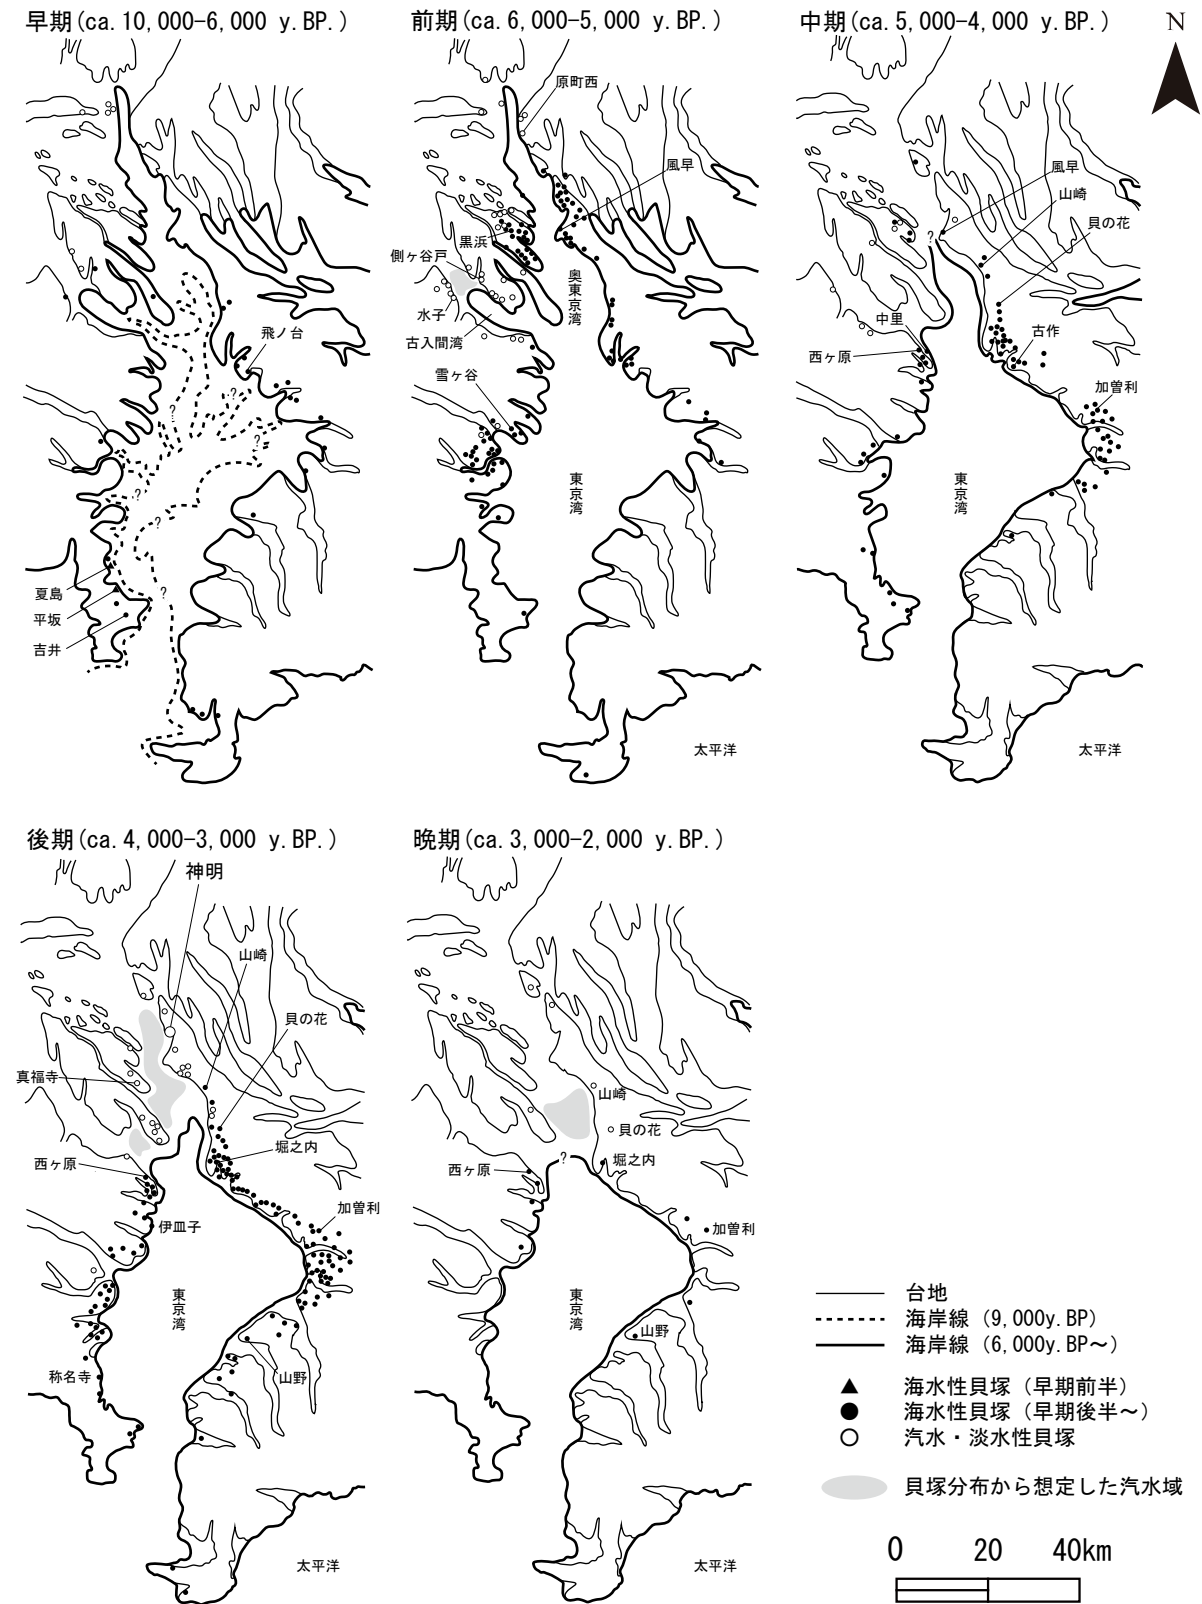 早期(ca. 10,000−6,000 y.BP.)
夏島
平坂
吉井
飛ノ台
?
?
?
?
?
?
前期(ca. 6,000−5,000 y.BP.)
原町西
風早
黒浜
側ヶ谷戸
水子
古入間湾
奥東京湾
雪ヶ谷
東京湾
太平洋
中期(ca. 5,000−4,000 y.BP.)
N
風早
山崎
貝の花
?
中里
西ヶ原
古作
加曽利
東京湾
太平洋
後期(ca. 4,000−3,000 y.BP.)
神明
山崎
貝の花
真福寺
堀之内
西ヶ原
加曽利
伊皿子
東京湾
称名寺
山野
太平洋
晩期(ca. 3,000−2,000 y.BP.)
山崎
貝の花
堀之内
?
西ヶ原
加曽利
東京湾
山野
太平洋
台地
海岸線（9,000y.BP）
海岸線（6,000y.BP〜）
海水性貝塚（早期前半）
海水性貝塚（早期後半〜）
汽水・淡水性貝塚
貝塚分布から想定した汽水域
0 20 40km